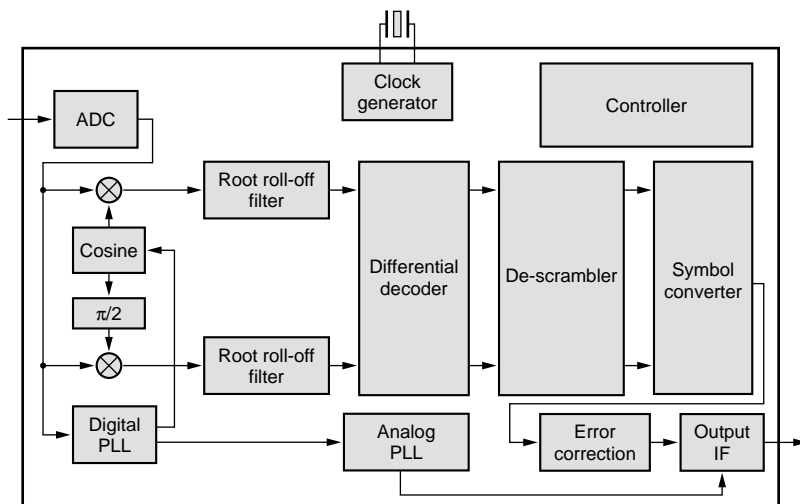 Clock
generator
Controller
ADC
Root roll-off
filter
Cosine
π/2
Differential
decoder
De-scrambler
Symbol
converter
Root roll-off
filter
Digital
PLL
Analog
PLL
Error
correction
Output
IF